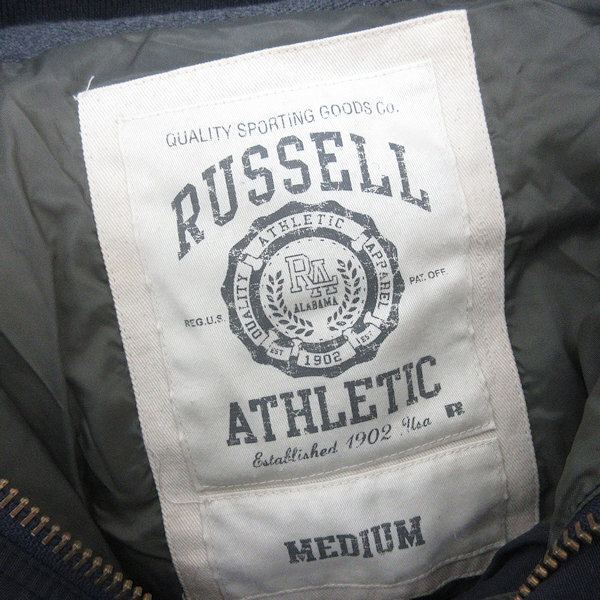 QUALITY SPORTING GOODS Co.
RUSSELL
ATHLETIC
QUALITY
APPAREL
RA
ALABAMA
REG.U.S.
PAT. OFF.
EST
1902
EST
ATHLETIC
R
Established 1902 Usa
MEDIUM